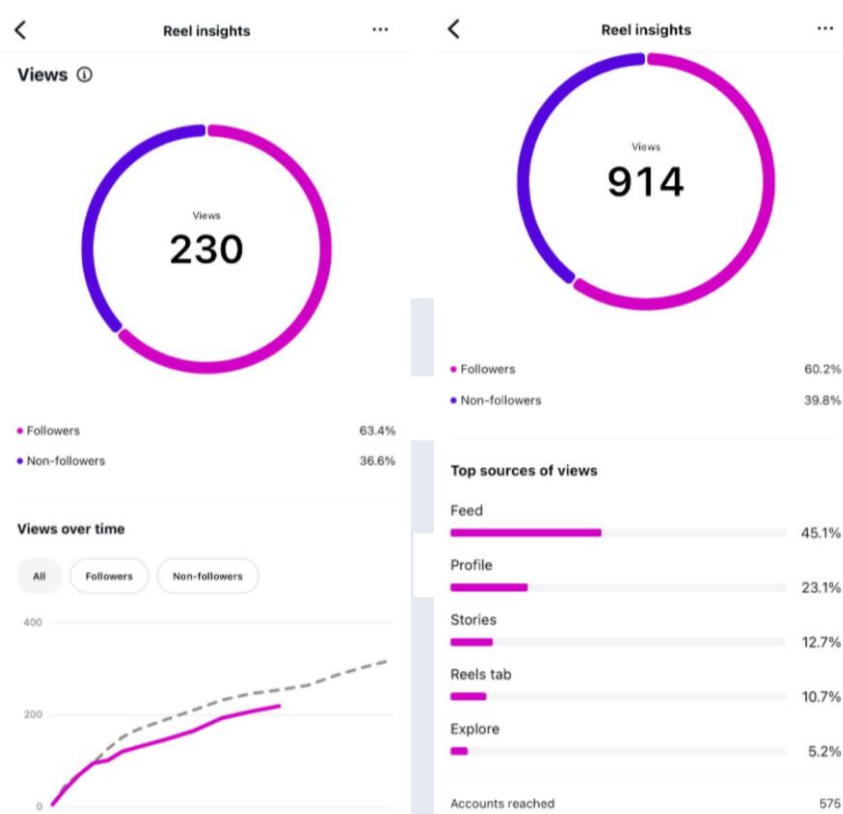 Reel insights
Views
Views
230
Followers 63.4%
Non-followers 36.6%
Views over time
All Followers Non-followers
400
200
0
Reel insights
Views
914
Followers 60.2%
Non-followers 39.8%
Top sources of views
Feed
45.1%
Profile
23.1%
Stories
12.7%
Reels tab
10.7%
Explore
5.2%
Accounts reached 575